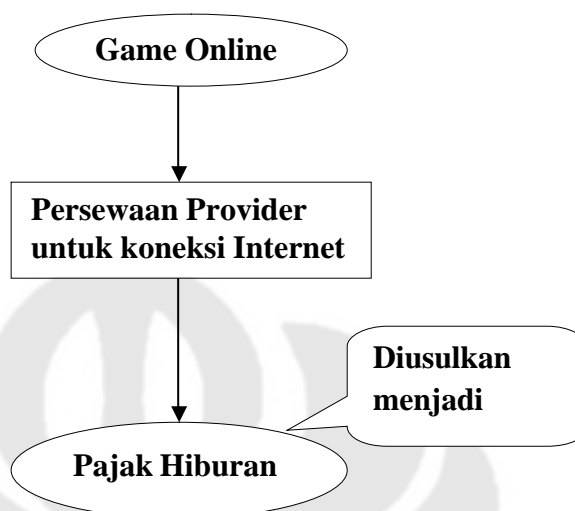 Game Online
Persewaan Provider
untuk koneksi Internet
Diusulkan
menjadi
Pajak Hiburan